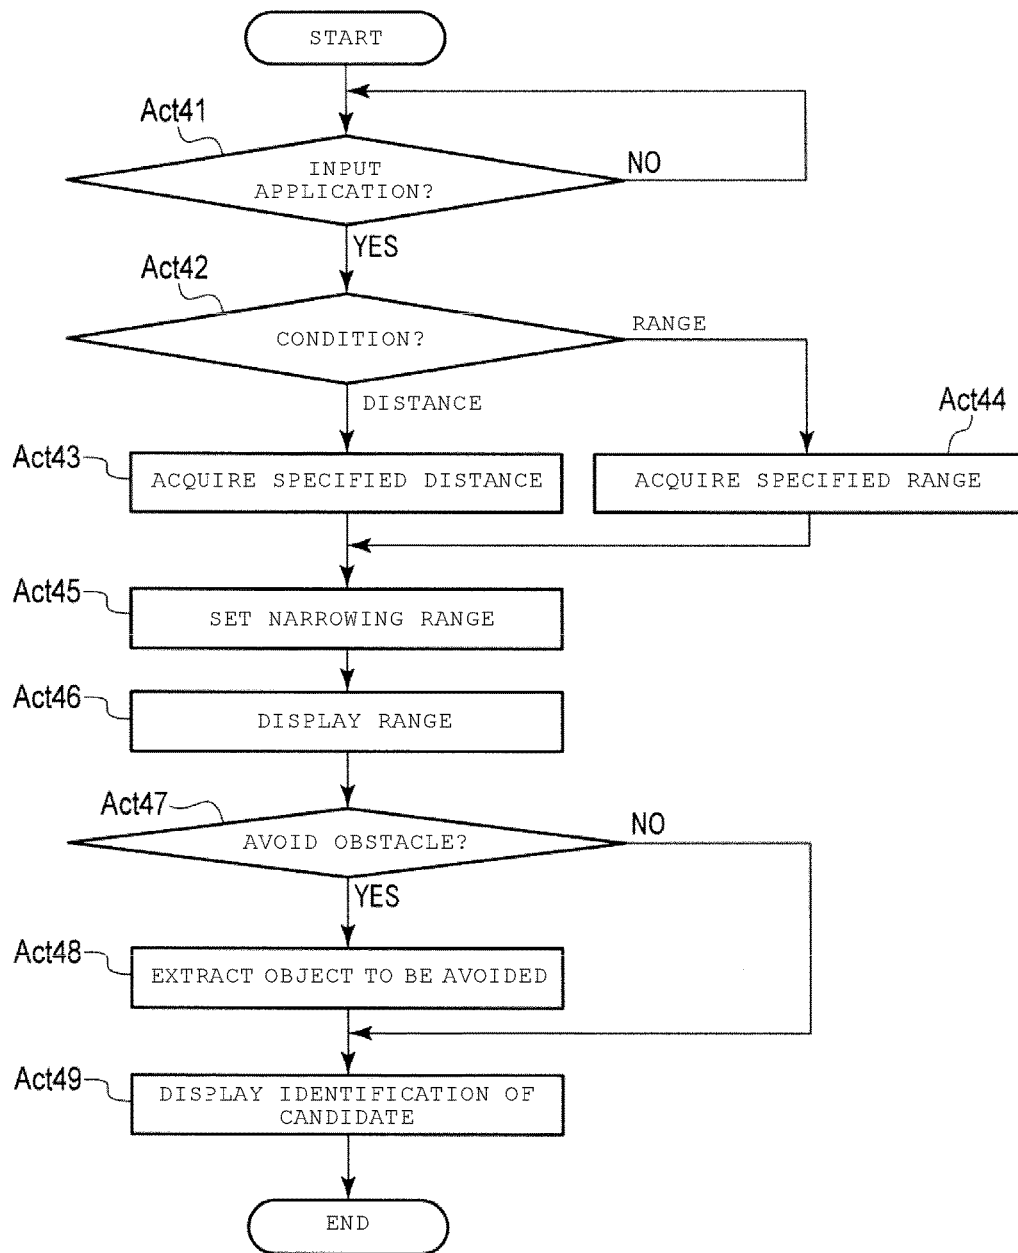 START
Act41
INPUT
APPLICATION?
NO
YES
Act42
CONDITION?
RANGE
DISTANCE
Act44
Act43
ACQUIRE SPECIFIED DISTANCE
ACQUIRE SPECIFIED RANGE
Act45
SET NARROWING RANGE
Act46
DISPLAY RANGE
Act47
AVOID OBSTACLE?
NO
YES
Act48
EXTRACT OBJECT TO BE AVOIDED
Act49
DISPLAY IDENTIFICATION OF
CANDIDATE
END